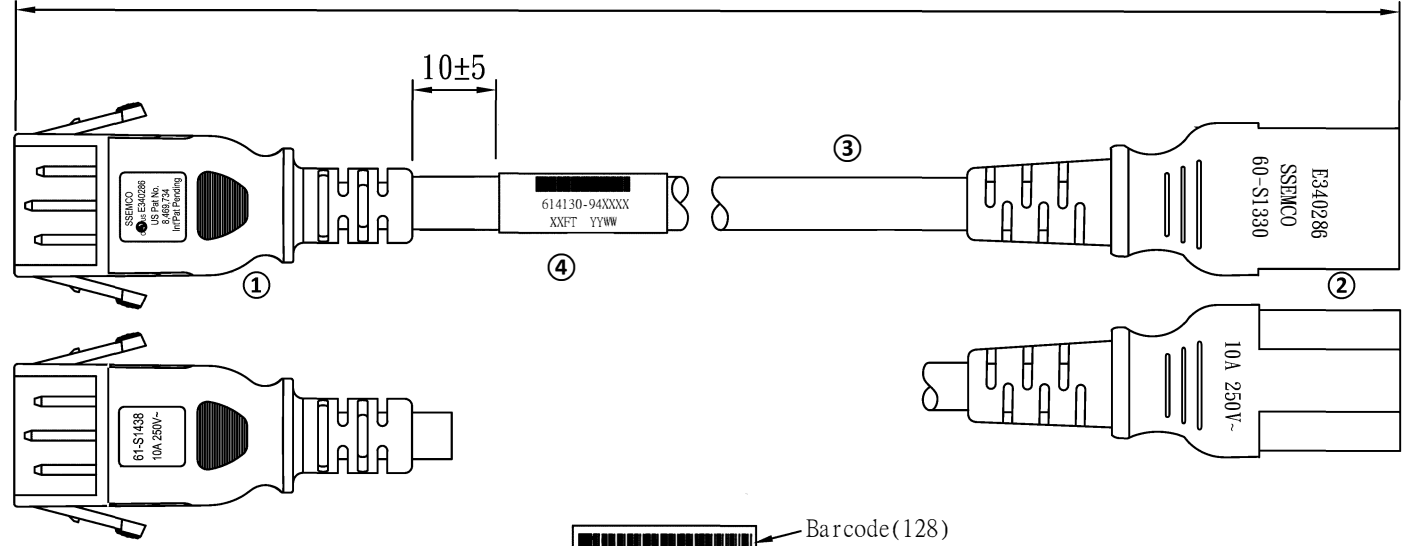 10±5
③
SSEMCO
c us E340286
US Pat No.
8,469,734
Int'Pat Pending
614130-94XXXX
XXFT YYWW
E340286
SSEMCO
60-S1330
①
④
②
61-S1438
10A 250V~
10A 250V~
Barcode(128)